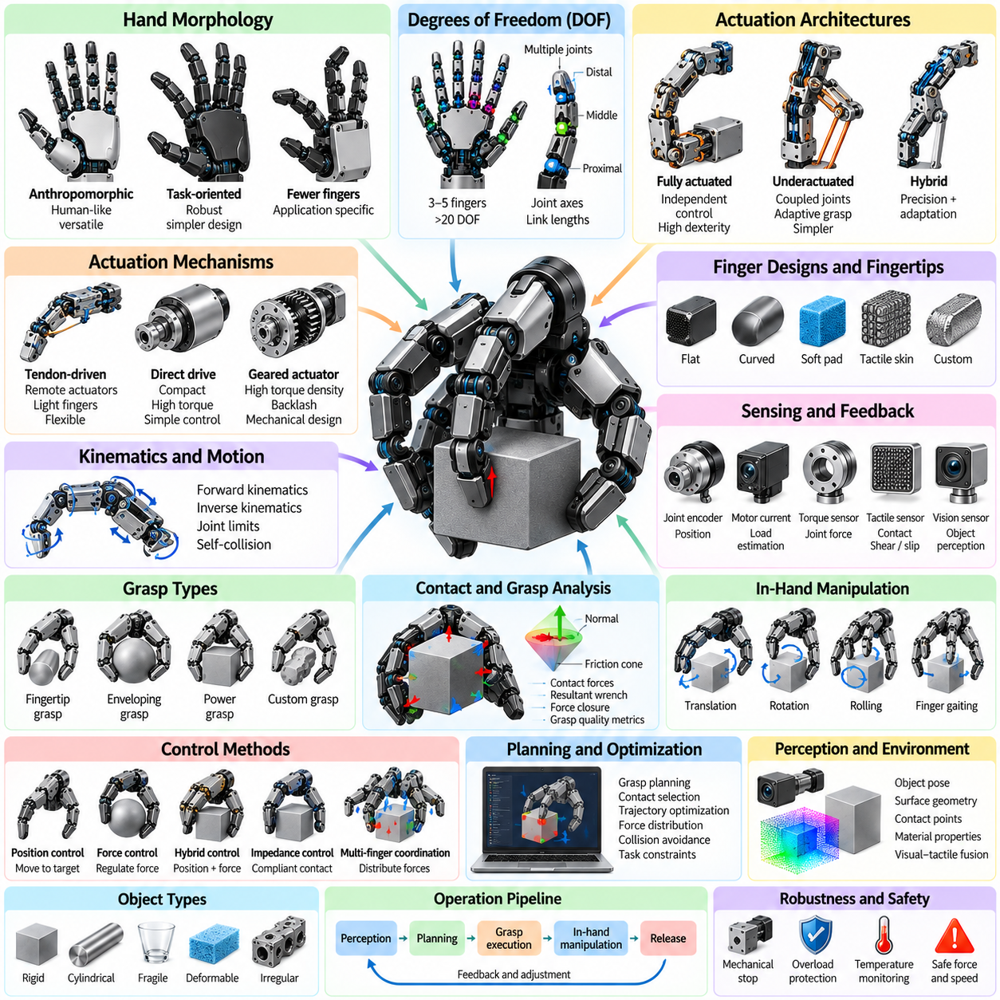 Hand Morphology
Anthropomorphic
Human-like
versatile
Task-oriented
Robust
simpler design
Fewer fingers
Application specific
Degrees of Freedom (DOF)
Multiple joints
Distal
Middle
Proximal
3–5 fingers
>20 DOF
Joint axes
Link lengths
Actuation Architectures
Fully actuated
Independent
control
High dexterity
Underactuated
Coupled joints
Adaptive grasp
Simpler
Hybrid
Precision +
adaptation
Actuation Mechanisms
Tendon-driven
Remote actuators
Light fingers
Flexible
Direct drive
Compact
High torque
Simple control
Geared actuator
High torque density
Backlash
Mechanical design
Finger Designs and Fingertips
Flat
Curved
Soft pad
Tactile skin
Custom
Sensing and Feedback
Joint encoder
Position
Motor current
Load
estimation
Torque sensor
Joint force
Tactile sensor
Contact
Shear / slip
Vision sensor
Object
perception
Kinematics and Motion
Forward kinematics
Inverse kinematics
Joint limits
Self-collision
Grasp Types
Fingertip
grasp
Enveloping
grasp
Power
grasp
Custom grasp
Contact and Grasp Analysis
Normal
Friction cone
Contact forces
Resultant wrench
Force closure
Grasp quality metrics
In-Hand Manipulation
Translation
Rotation
Rolling
Finger gaiting
Control Methods
Position control
Move to target
Force control
Regulate force
Hybrid control
Position + force
Impedance control
Compliant contact
Multi-finger coordination
Distribute forces
Planning and Optimization
Grasp planning
Contact selection
Trajectory optimization
Force distribution
Collision avoidance
Task constraints
Perception and Environment
Object pose
Surface geometry
Contact points
Material properties
Visual–tactile fusion
Object Types
Rigid
Cylindrical
Fragile
Deformable
Irregular
Operation Pipeline
Perception
Planning
Grasp
execution
In-hand
manipulation
Release
Feedback and adjustment
Robustness and Safety
Mechanical
stop
Overload
protection
Temperature
monitoring
Safe force
and speed